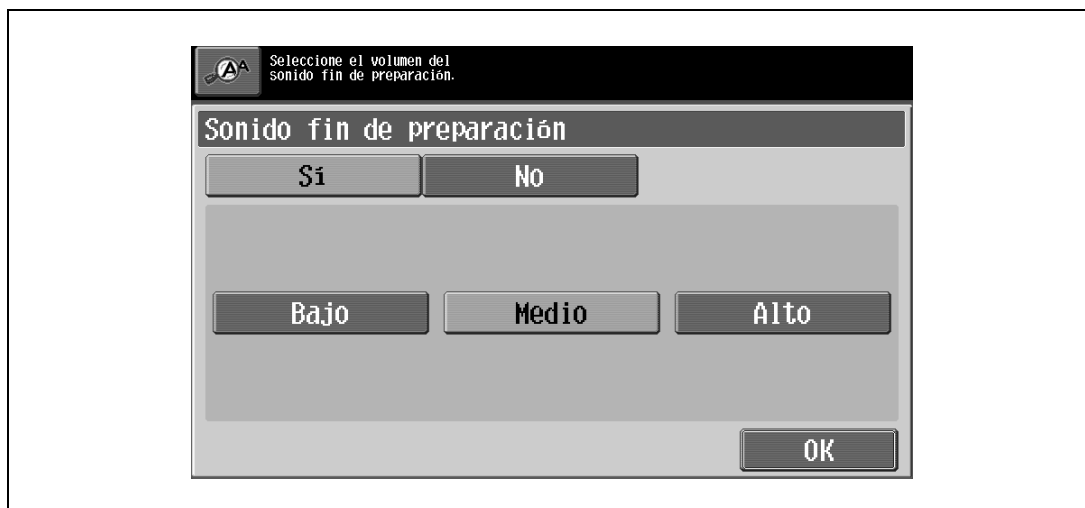 Seleccione el volumen del
sonido fin de preparación.
Sonido fin de preparación
Sí No
Bajo Medio Alto
OK